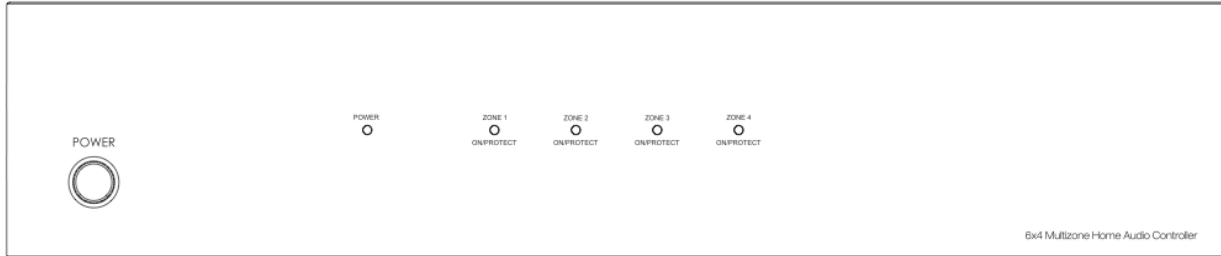 POWER
POWER
ZONE 1
ON/PROTECT
ZONE 2
ON/PROTECT
ZONE 3
ON/PROTECT
ZONE 4
ON/PROTECT
6x4 Multizone Home Audio Controller